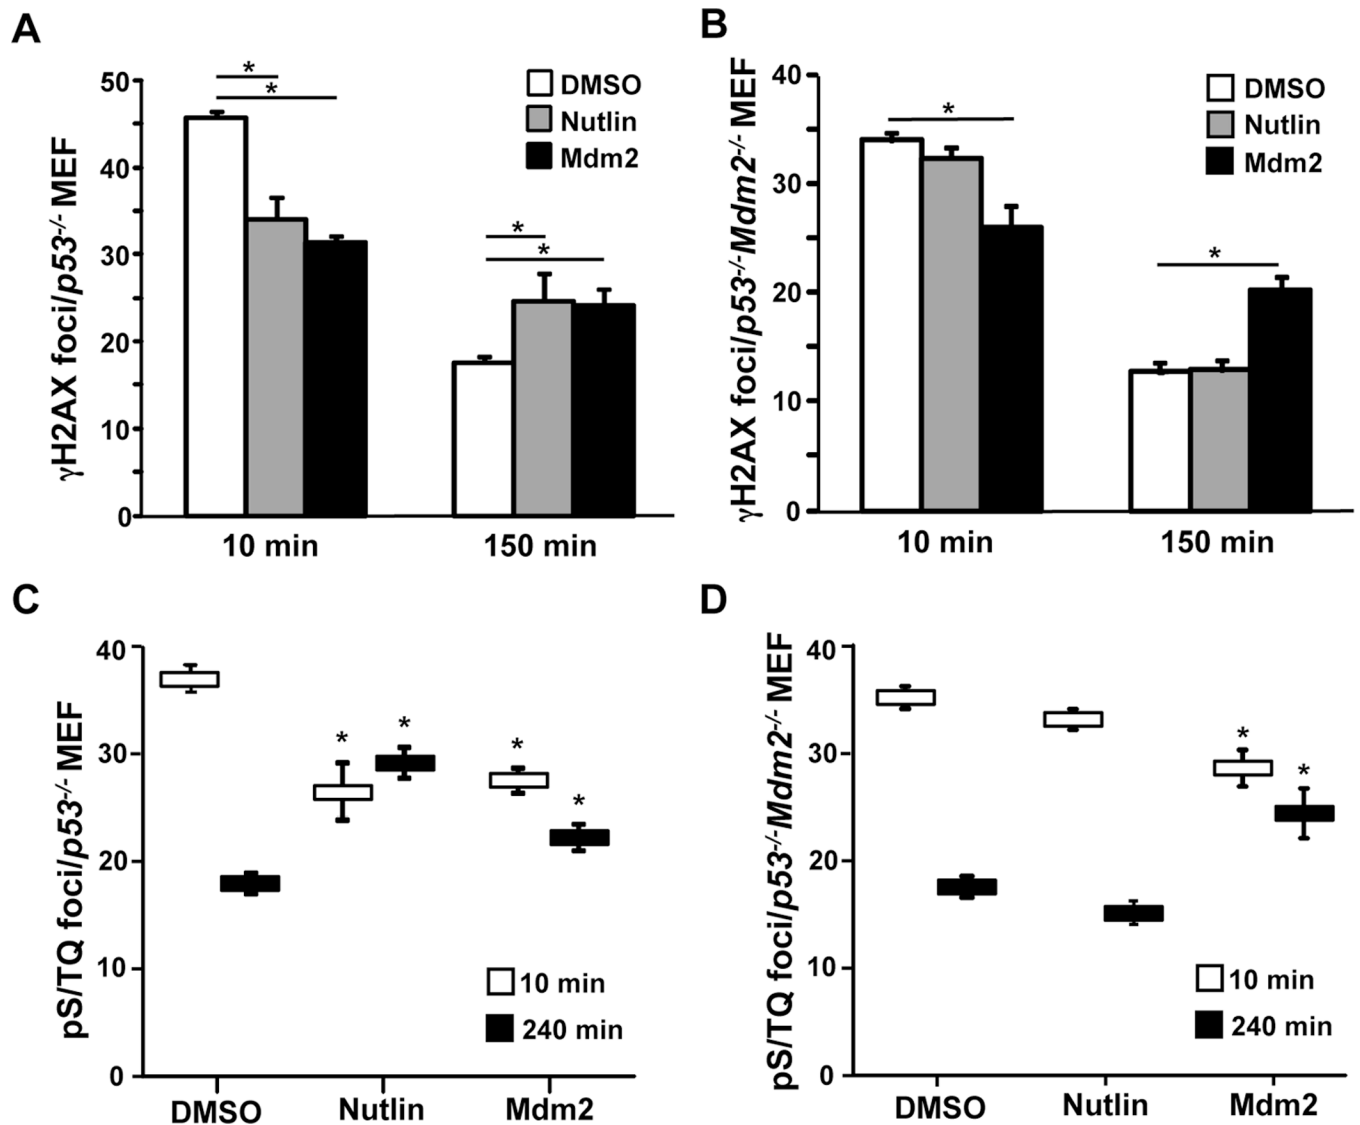 A
γH2AX foci/p53-/- MEF
50
40
30
20
10
0
*
*
*
*
DMSO
Nutlin
Mdm2
10 min
150 min
B
γH2AX foci/p53-/-Mdm2-/- MEF
40
30
20
10
0
*
*
DMSO
Nutlin
Mdm2
10 min
150 min
C
pS/TQ foci/p53-/- MEF
40
30
20
10
0
*
*
*
*
10 min
240 min
DMSO
Nutlin
Mdm2
D
pS/TQ foci/p53-/-Mdm2-/- MEF
40
30
20
10
0
*
*
10 min
240 min
DMSO
Nutlin
Mdm2